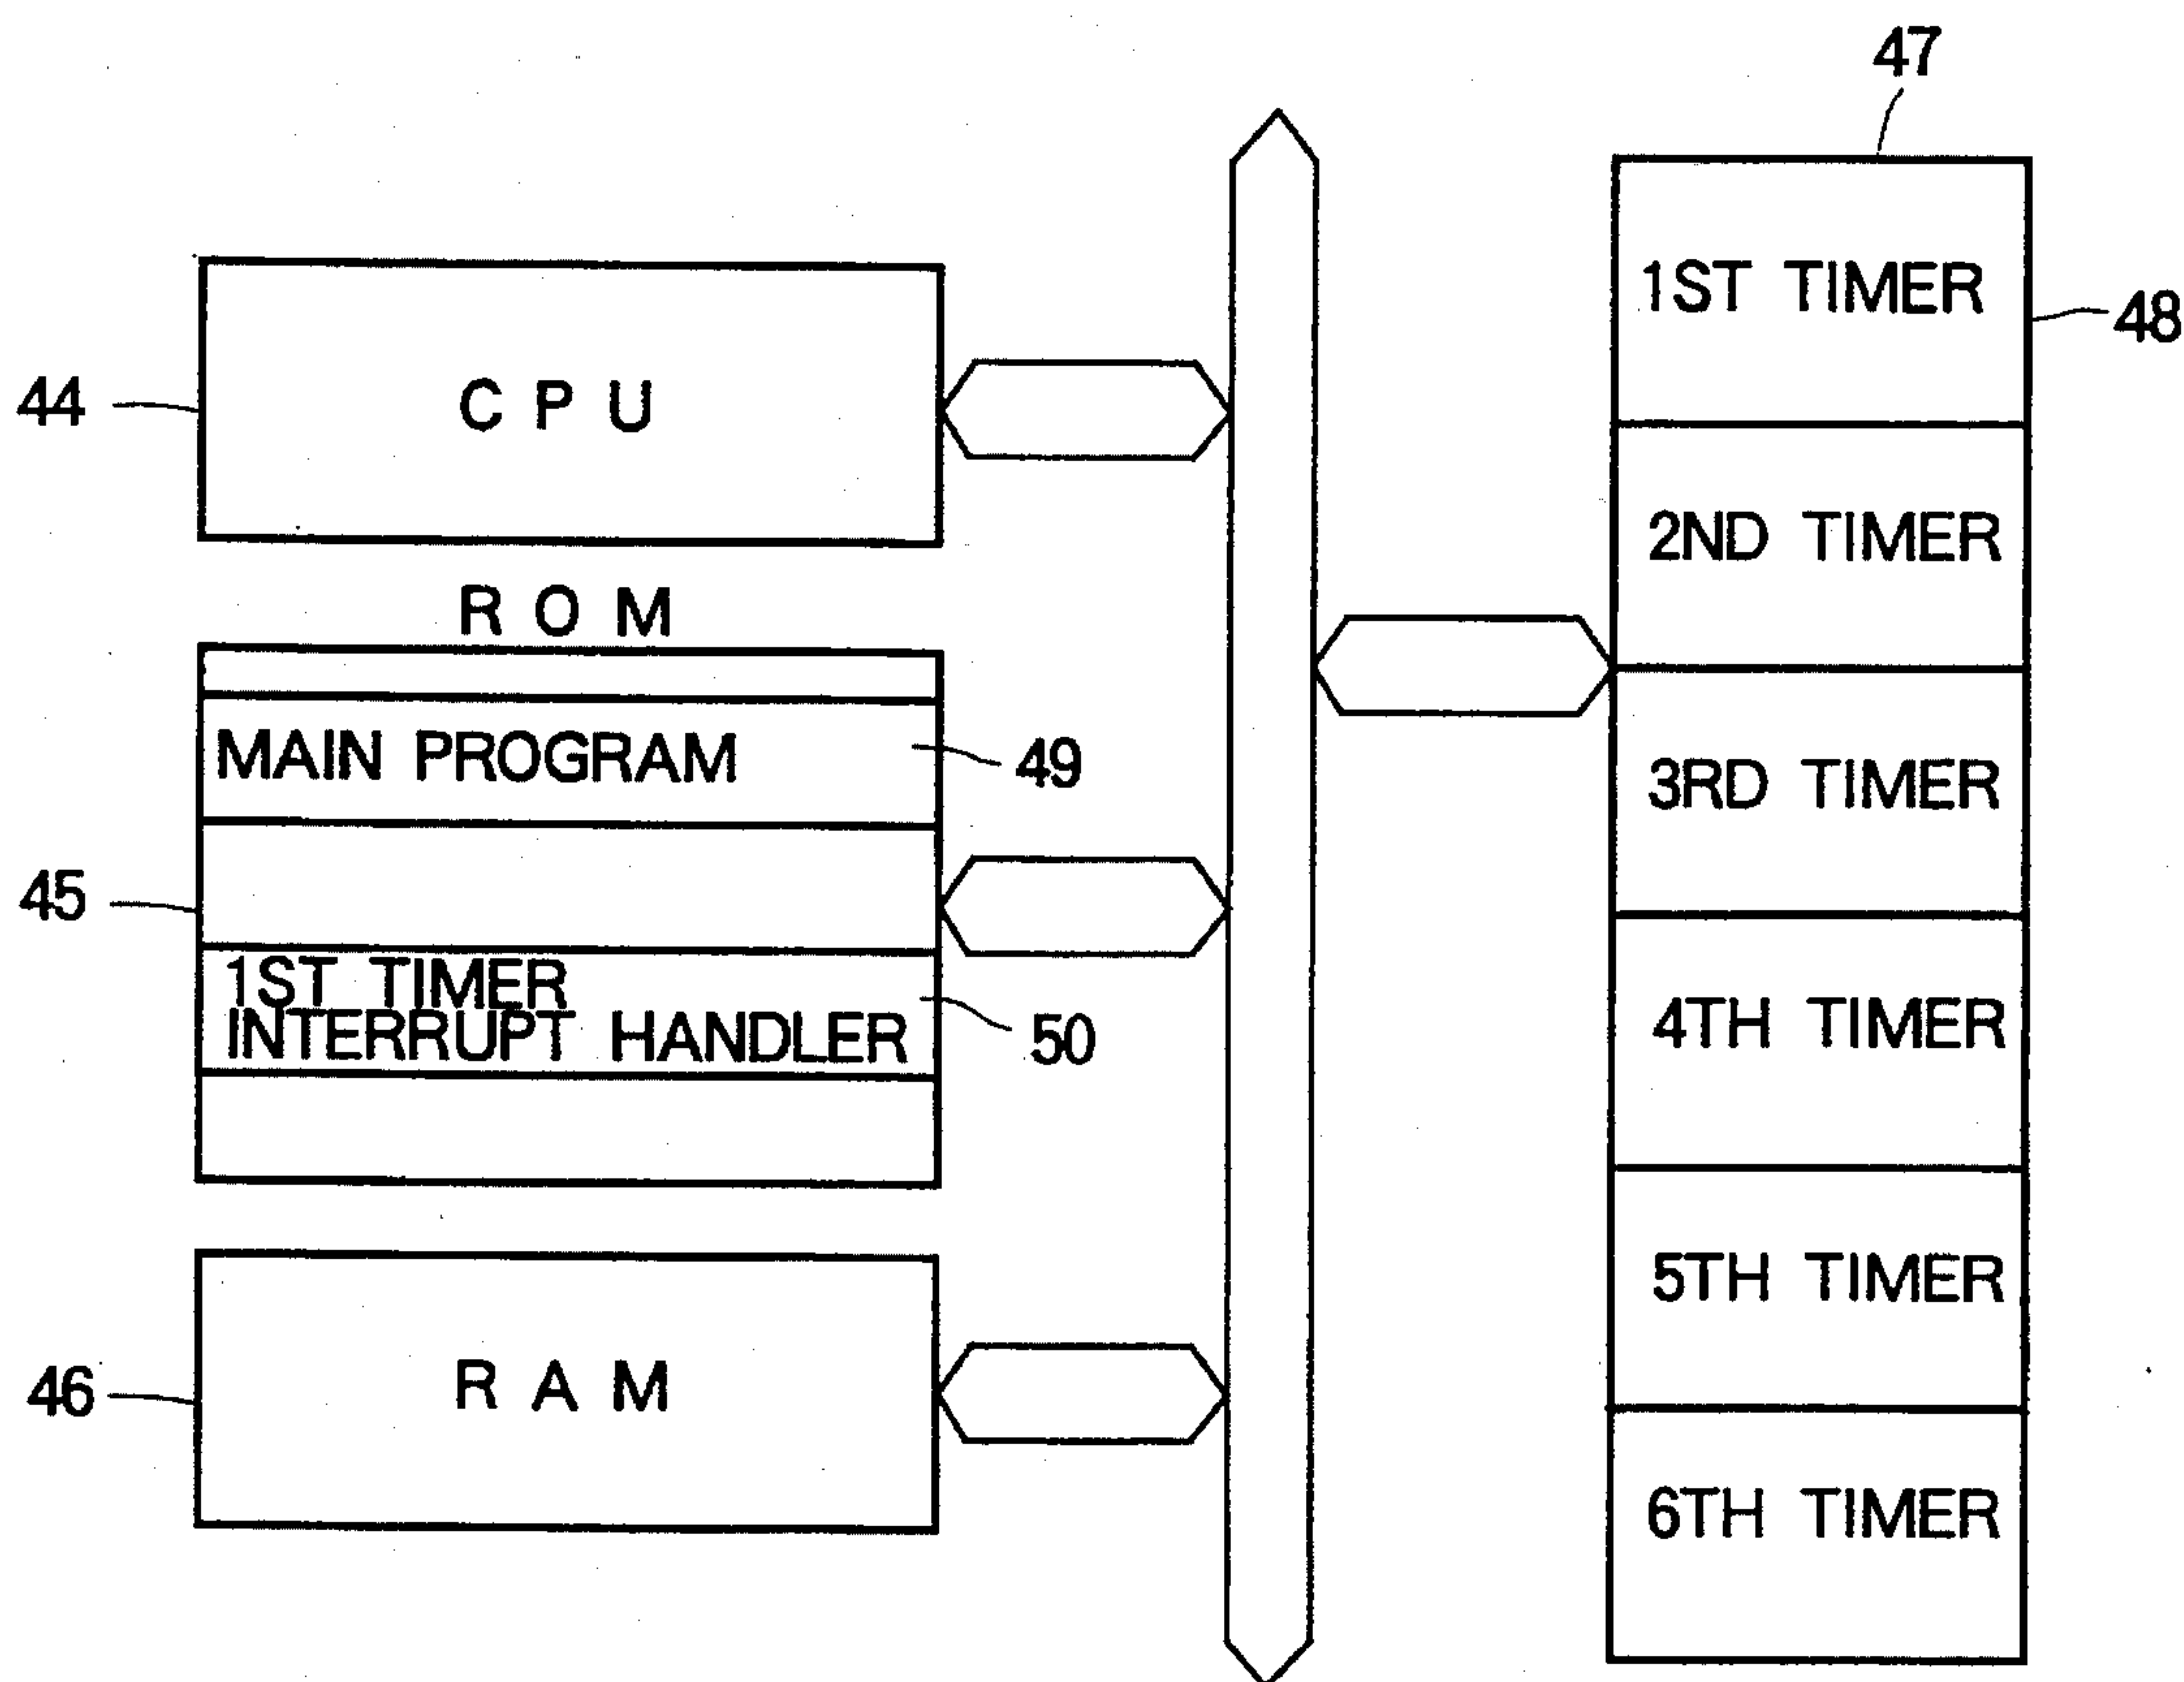 47
1ST TIMER
48
44
C P U
2ND TIMER
R O M
MAIN PROGRAM
49
3RD TIMER
45
1ST TIMER
INTERRUPT HANDLER
50
4TH TIMER
5TH TIMER
46
R A M
6TH TIMER